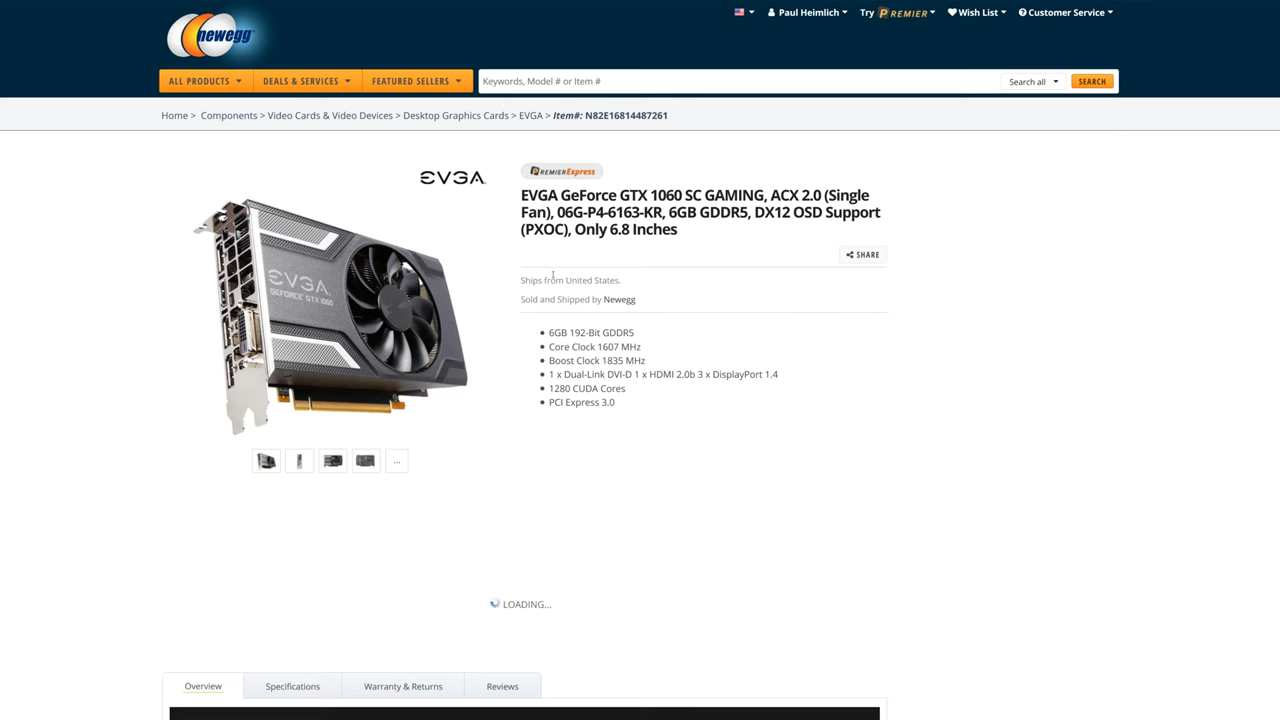 newegg
Paul Heimlich
Try PREMIER
Wish List
Customer Service
ALL PRODUCTS
DEALS & SERVICES
FEATURED SELLERS
Keywords, Model # or Item #
Search all
SEARCH
Home > Components > Video Cards & Video Devices > Desktop Graphics Cards > EVGA > Item#: N82E16814487261
EVGA
PREMIER Express
EVGA GeForce GTX 1060 SC GAMING, ACX 2.0 (Single
Fan), 06G-P4-6163-KR, 6GB GDDR5, DX12 OSD Support
(PXOC), Only 6.8 Inches
SHARE
Ships from United States.
Sold and Shipped by Newegg
EVGA
GEFORCE GTX 1060
6GB 192-Bit GDDR5
Core Clock 1607 MHz
Boost Clock 1835 MHz
1 x Dual-Link DVI-D 1 x HDMI 2.0b 3 x DisplayPort 1.4
1280 CUDA Cores
PCI Express 3.0
...
LOADING...
Overview
Specifications
Warranty & Returns
Reviews